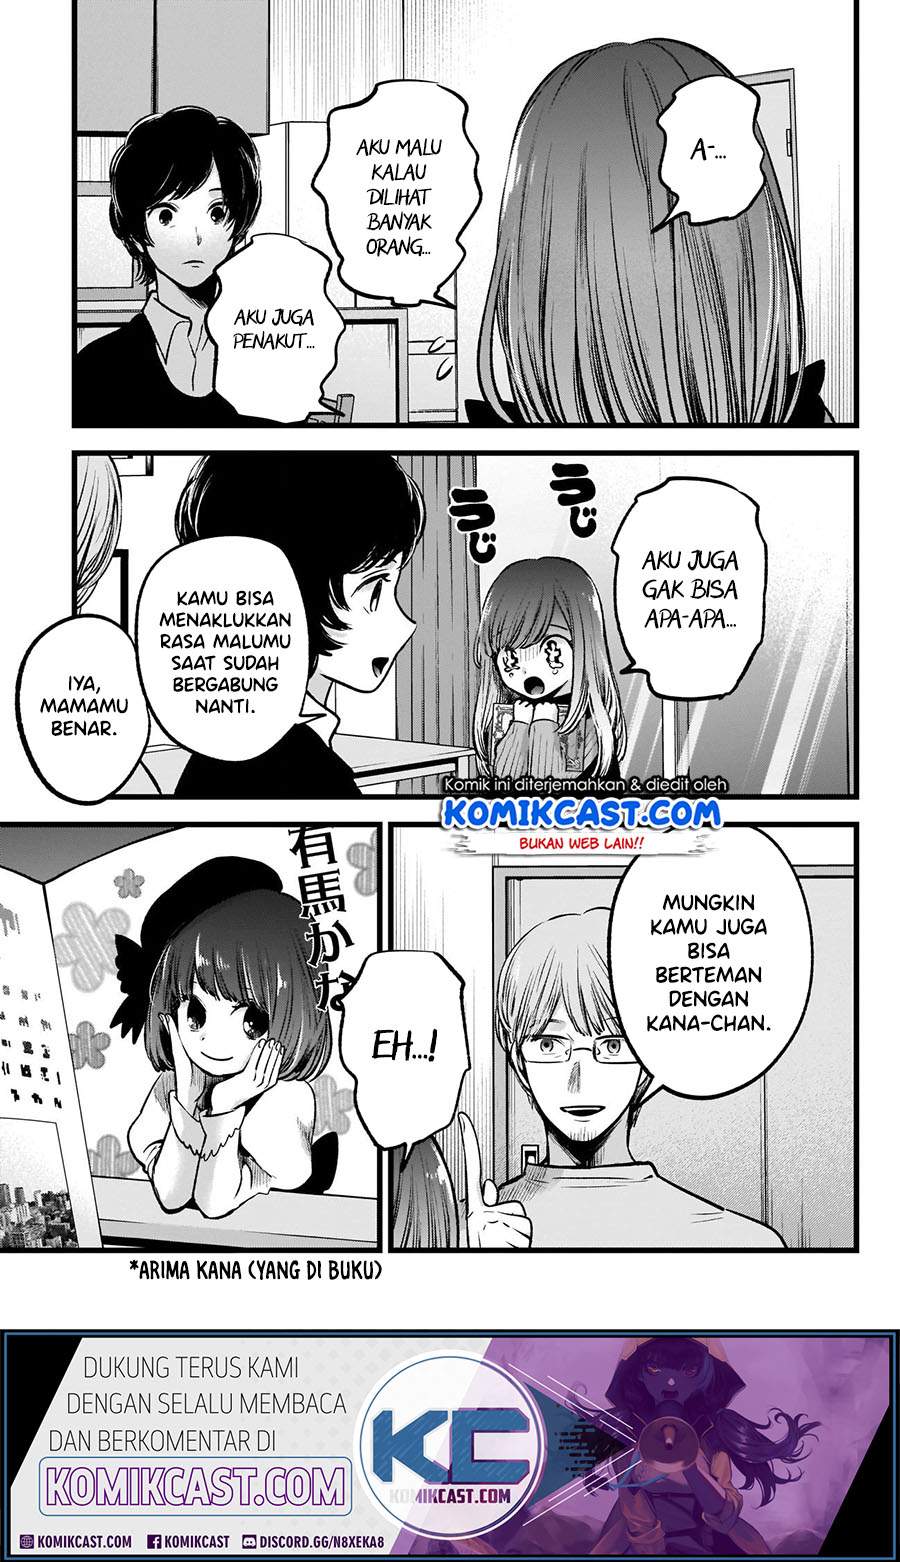 A-...
AKU MALU
KALAU
DILIHAT
BANYAK
ORANG...
AKU JUGA
PENAKUT...
AKU JUGA
GAK BISA
APA-APA...
うじ
うじ
KAMU BISA
MENAKLUKKAN
RASA MALUMU
SAAT SUDAH
BERGABUNG
NANTI.
IYA,
MAMAMU
BENAR.
Komik ini diterjemahkan & diedit oleh
KOMIKCAST.COM
BUKAN WEB LAIN!!
MUNGKIN
KAMU JUGA
BISA
BERTEMAN
DENGAN
KANA-CHAN.
EH...!
有馬かな
*ARIMA KANA (YANG DI BUKU)
DUKUNG TERUS KAMI
DENGAN SELALU MEMBACA
DAN BERKOMENTAR DI
KOMIKCAST.COM
KC
KOMIKCAST.COM
KOMIKCAST.COM
KOMIKCAST.COM
DISCORD.GG/N8XEKA8